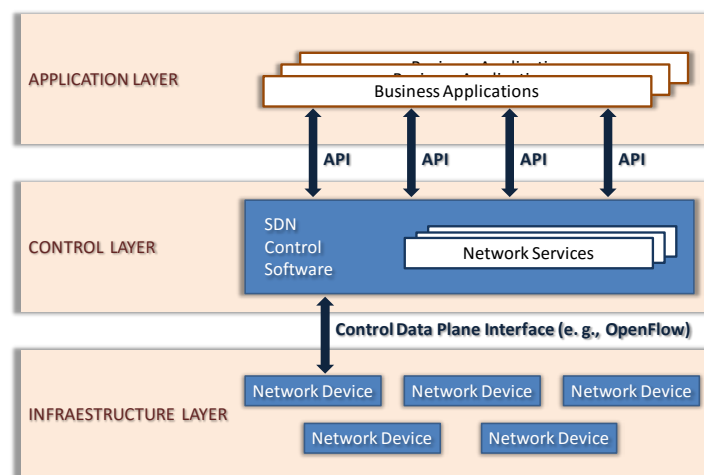 APPLICATION LAYER
Business Applications
API
API
API
API
CONTROL LAYER
SDN
Control
Software
Network Services
Control Data Plane Interface (e. g., OpenFlow)
INFRAESTRUCTURE LAYER
Network Device
Network Device
Network Device
Network Device
Network Device